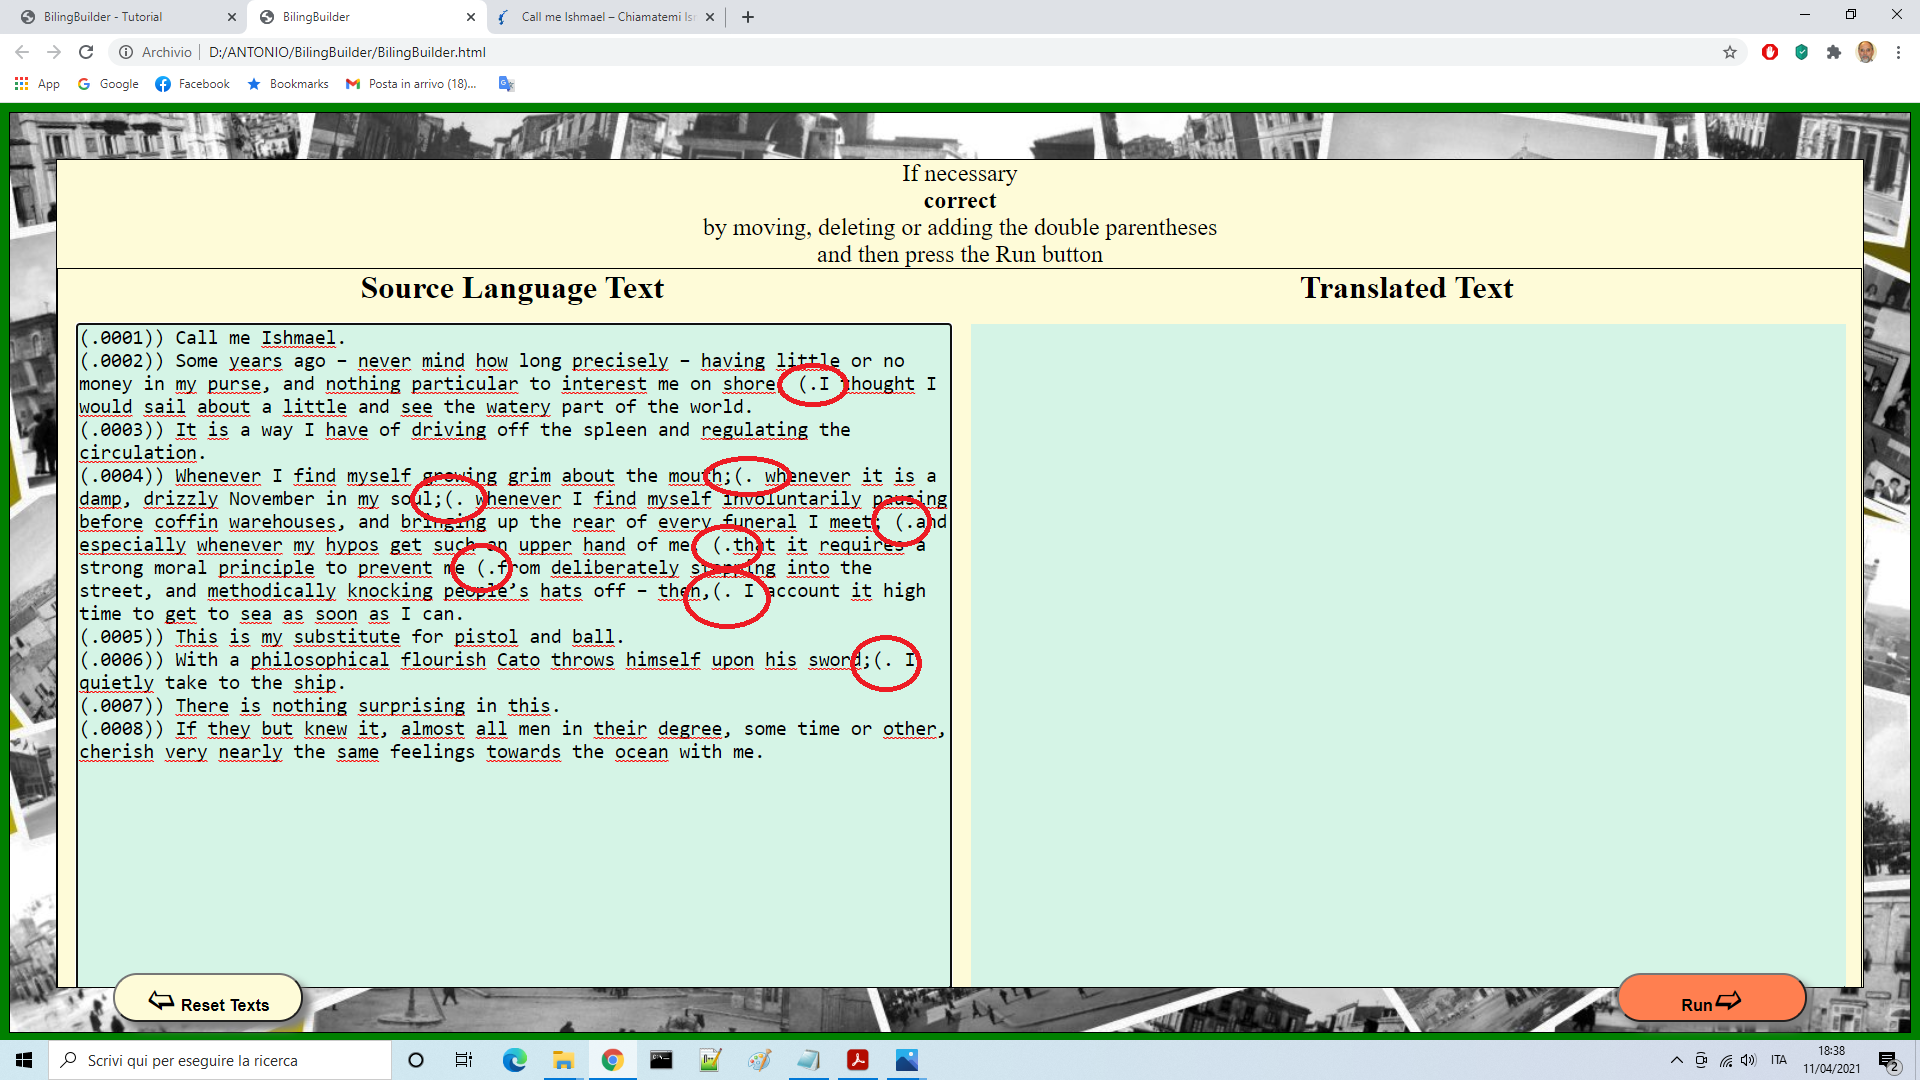 BilingBuilder - Tutorial
BilingBuilder
Call me Ishmael – Chiamatemi Is
Archivio
D:/ANTONIO/BilingBuilder/BilingBuilder.html
App
Google
Facebook
Bookmarks
Posta in arrivo (18)...
If necessary
correct
by moving, deleting or adding the double parentheses
and then press the Run button
Source Language Text
Translated Text
(.0001)) Call me Ishmael.
(.0002)) Some years ago – never mind how long precisely – having little or no
money in my purse, and nothing particular to interest me on shore (.I thought I
would sail about a little and see the watery part of the world.
(.0003)) It is a way I have of driving off the spleen and regulating the
circulation.
(.0004)) Whenever I find myself growing grim about the mouth;(. whenever it is a
damp, drizzly November in my soul;(. whenever I find myself involuntarily pausing
before coffin warehouses, and bringing up the rear of every funeral I meet; (.and
especially whenever my hypos get such an upper hand of me, (.that it requires a
strong moral principle to prevent me (.from deliberately stepping into the
street, and methodically knocking people’s hats off – then,(. I account it high
time to get to sea as soon as I can.
(.0005)) This is my substitute for pistol and ball.
(.0006)) With a philosophical flourish Cato throws himself upon his sword;(. I
quietly take to the ship.
(.0007)) There is nothing surprising in this.
(.0008)) If they but knew it, almost all men in their degree, some time or other,
cherish very nearly the same feelings towards the ocean with me.
Reset Texts
Run
Scrivi qui per eseguire la ricerca
ITA
18:38
11/04/2021
2